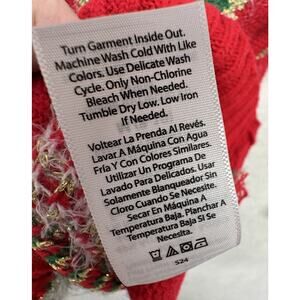 Turn Garment Inside Out.
Machine Wash Cold With Like
Colors. Use Delicate Wash
Cycle. Only Non-Chlorine
Bleach When Needed.
Tumble Dry Low. Low Iron
If Needed.
Voltear La Prenda Al Revés.
Lavar A Máquina Con Agua
Fría Y Con Colores Similares.
Utilizar Un Programa De
Lavado Para Delicados. Usar
Solamente Blanqueador Sin
Cloro Cuando Se Necesite.
Secar En Máquina A
Temperatura Baja. Planchar A
Temperatura Baja Si Se
Necesita.
S24